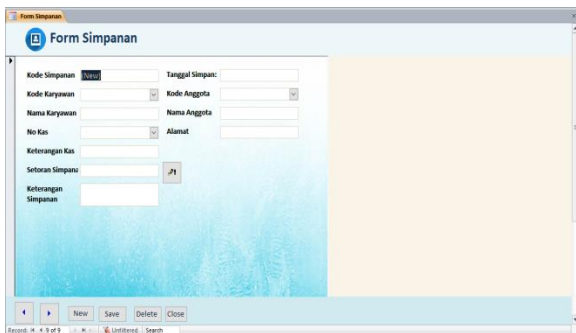 Form Simpanan
Form Simpanan
Kode Simpanan (New) Tanggal Simpan:
Kode Karyawan Kode Anggota
Nama Karyawan Nama Anggota
No Kas Alamat
Keterangan Kas
Setoran Simpana
Keterangan
Simpanan
New Save Delete Close
Record: 9 of 9 Unfiltered Search